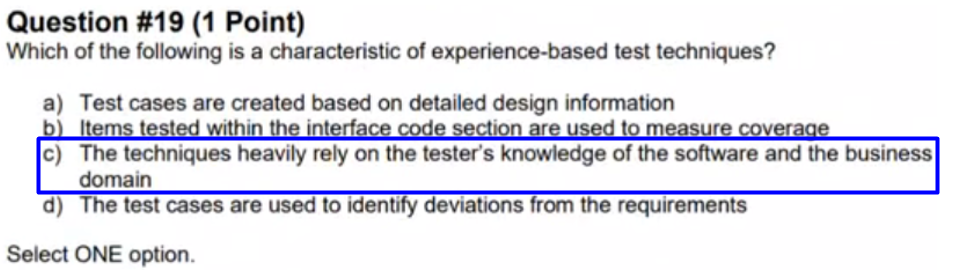 Question #19 (1 Point)
Which of the following is a characteristic of experience-based test techniques?
a) Test cases are created based on detailed design information
b) Items tested within the interface code section are used to measure coverage
c) The techniques heavily rely on the tester's knowledge of the software and the business
domain
d) The test cases are used to identify deviations from the requirements
Select ONE option.